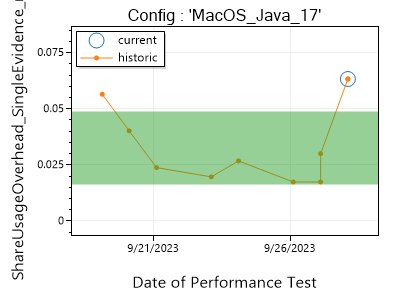 Config : 'MacOS_Java_17'
ShareUsageOverhead_SingleEvidence_
current
historic
0.075
0.05
0.025
0
9/21/2023
9/26/2023
Date of Performance Test